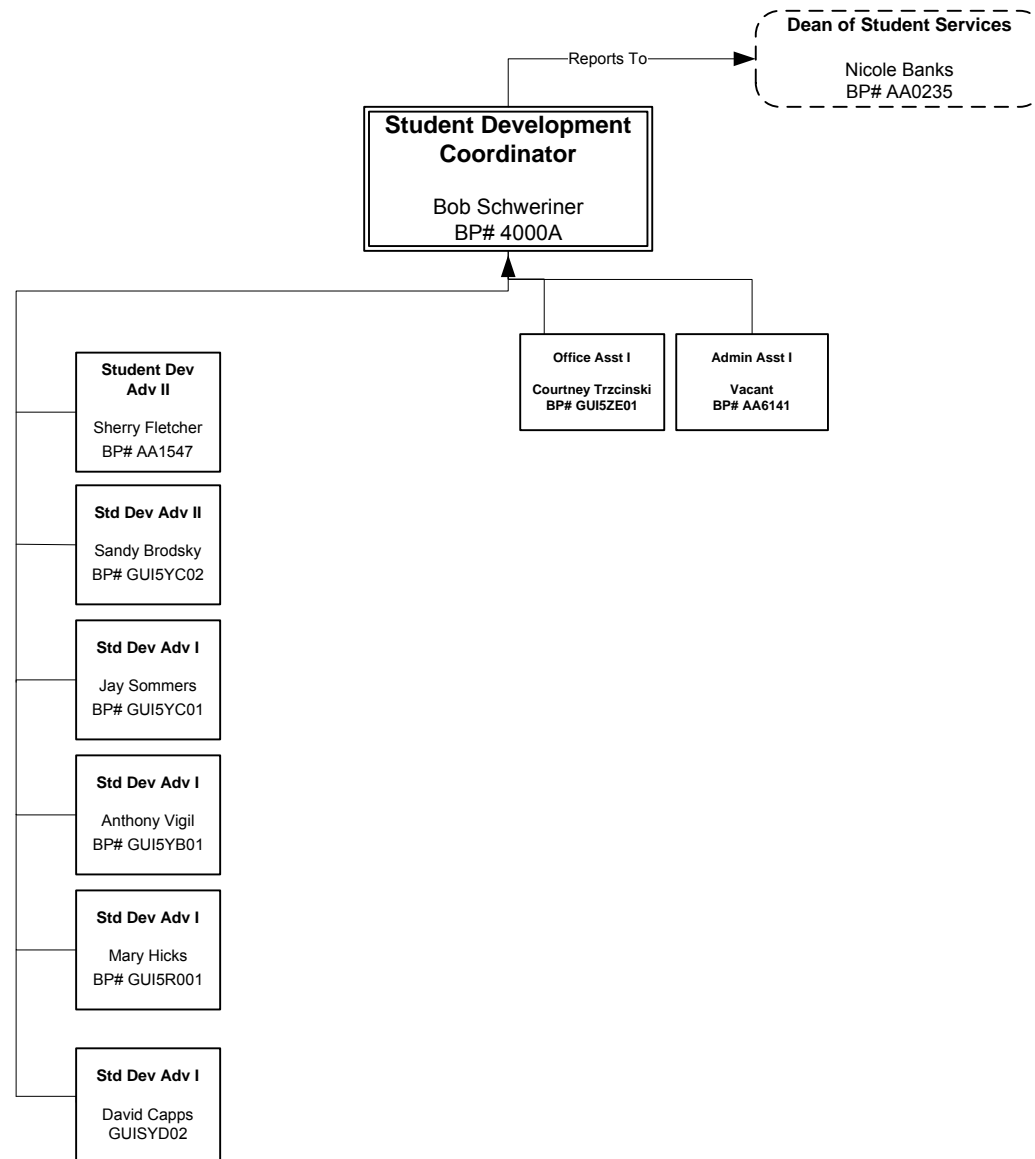 Dean of Student Services
Nicole Banks
BP# AA0235
Reports To
Student Development
Coordinator
Bob Schweriner
BP# 4000A
Office Asst I
Courtney Trzcinski
BP# GUI5ZE01
Admin Asst I
Vacant
BP# AA6141
Student Dev
Adv II
Sherry Fletcher
BP# AA1547
Std Dev Adv II
Sandy Brodsky
BP# GUI5YC02
Std Dev Adv I
Jay Sommers
BP# GUI5YC01
Std Dev Adv I
Anthony Vigil
BP# GUI5YB01
Std Dev Adv I
Mary Hicks
BP# GUI5R001
Std Dev Adv I
David Capps
GUISYD02